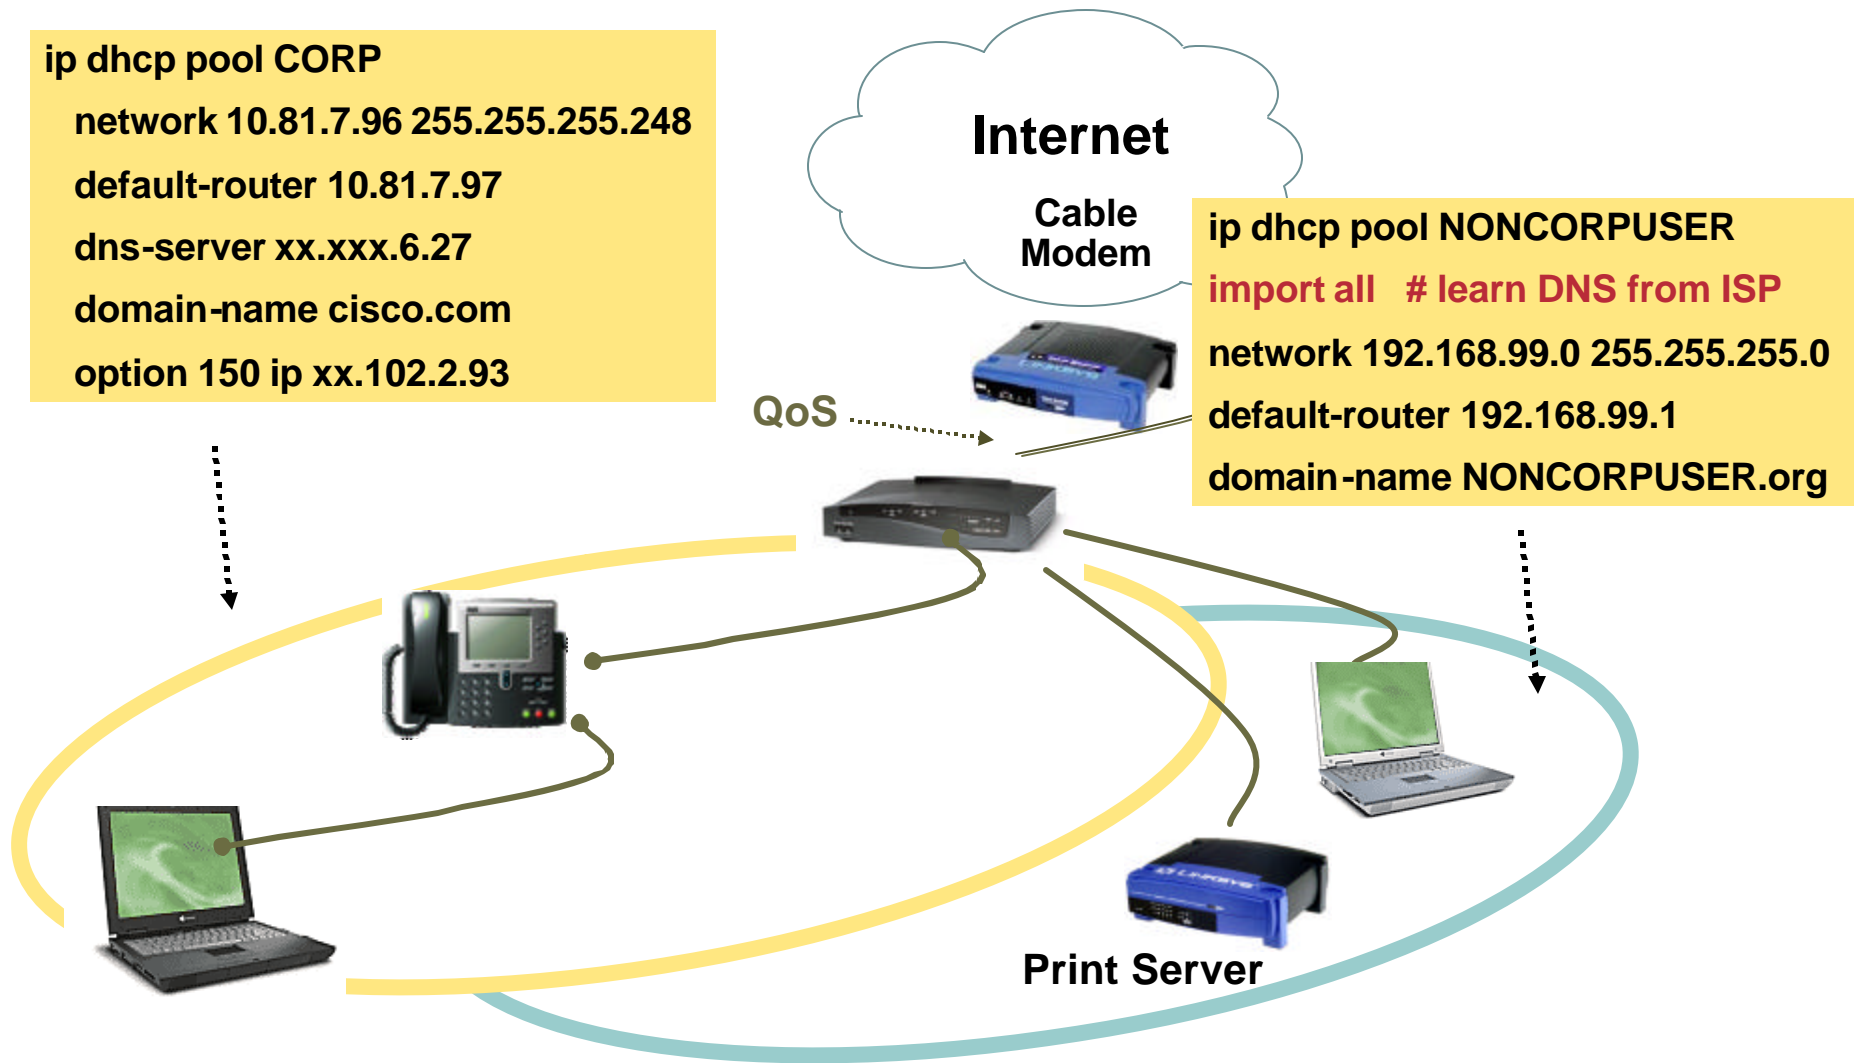 ip dhcp pool CORP
network 10.81.7.96 255.255.255.248
default-router 10.81.7.97
dns-server xx.xxx.6.27
domain-name cisco.com
option 150 ip xx.102.2.93
Internet
Cable
Modem
ip dhcp pool NONCORPUSER
import all # learn DNS from ISP
network 192.168.99.0 255.255.255.0
default-router 192.168.99.1
domain-name NONCORPUSER.org
QoS
LINKSYS
Print Server